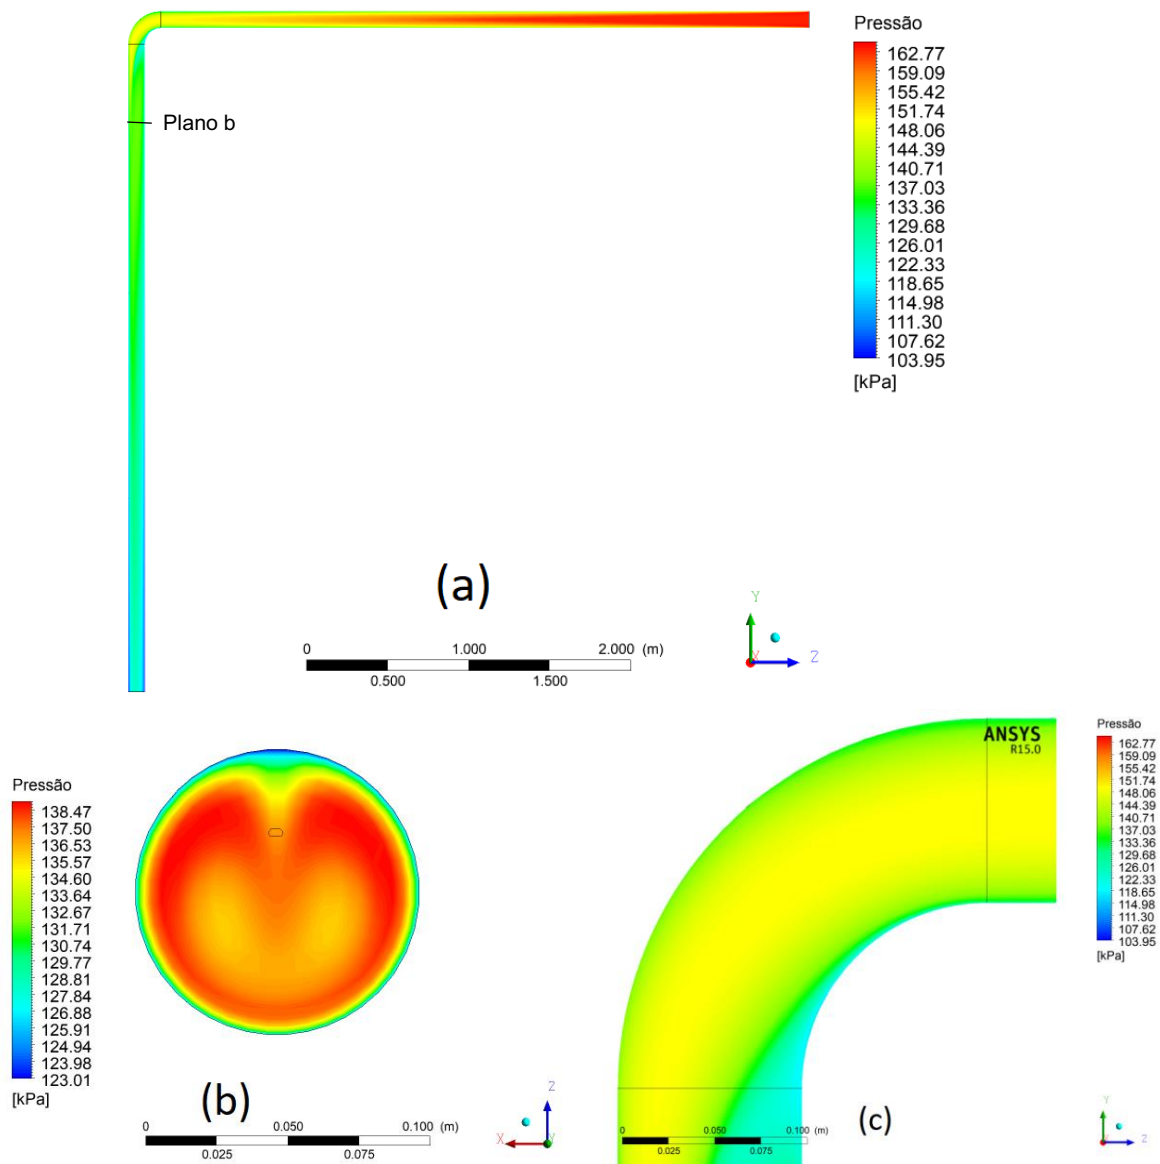 Pressão
162.77
159.09
155.42
151.74
148.06
144.39
140.71
137.03
133.36
129.68
126.01
122.33
118.65
114.98
111.30
107.62
103.95
[kPa]
Plano b
(a)
0 1.000 2.000 (m)
0.500 1.500
Y
X Z
Pressão
138.47
137.50
136.53
135.57
134.60
133.64
132.67
131.71
130.74
129.77
128.81
127.84
126.88
125.91
124.94
123.98
123.01
[kPa]
(b)
0 0.050 0.100 (m)
0.025 0.075
Z
X Y
ANSYS
R15.0
Pressão
162.77
159.09
155.42
151.74
148.06
144.39
140.71
137.03
133.36
129.68
126.01
122.33
118.65
114.98
111.30
107.62
103.95
[kPa]
(c)
0 0.050 0.100 (m)
0.025 0.075
Y
X Z